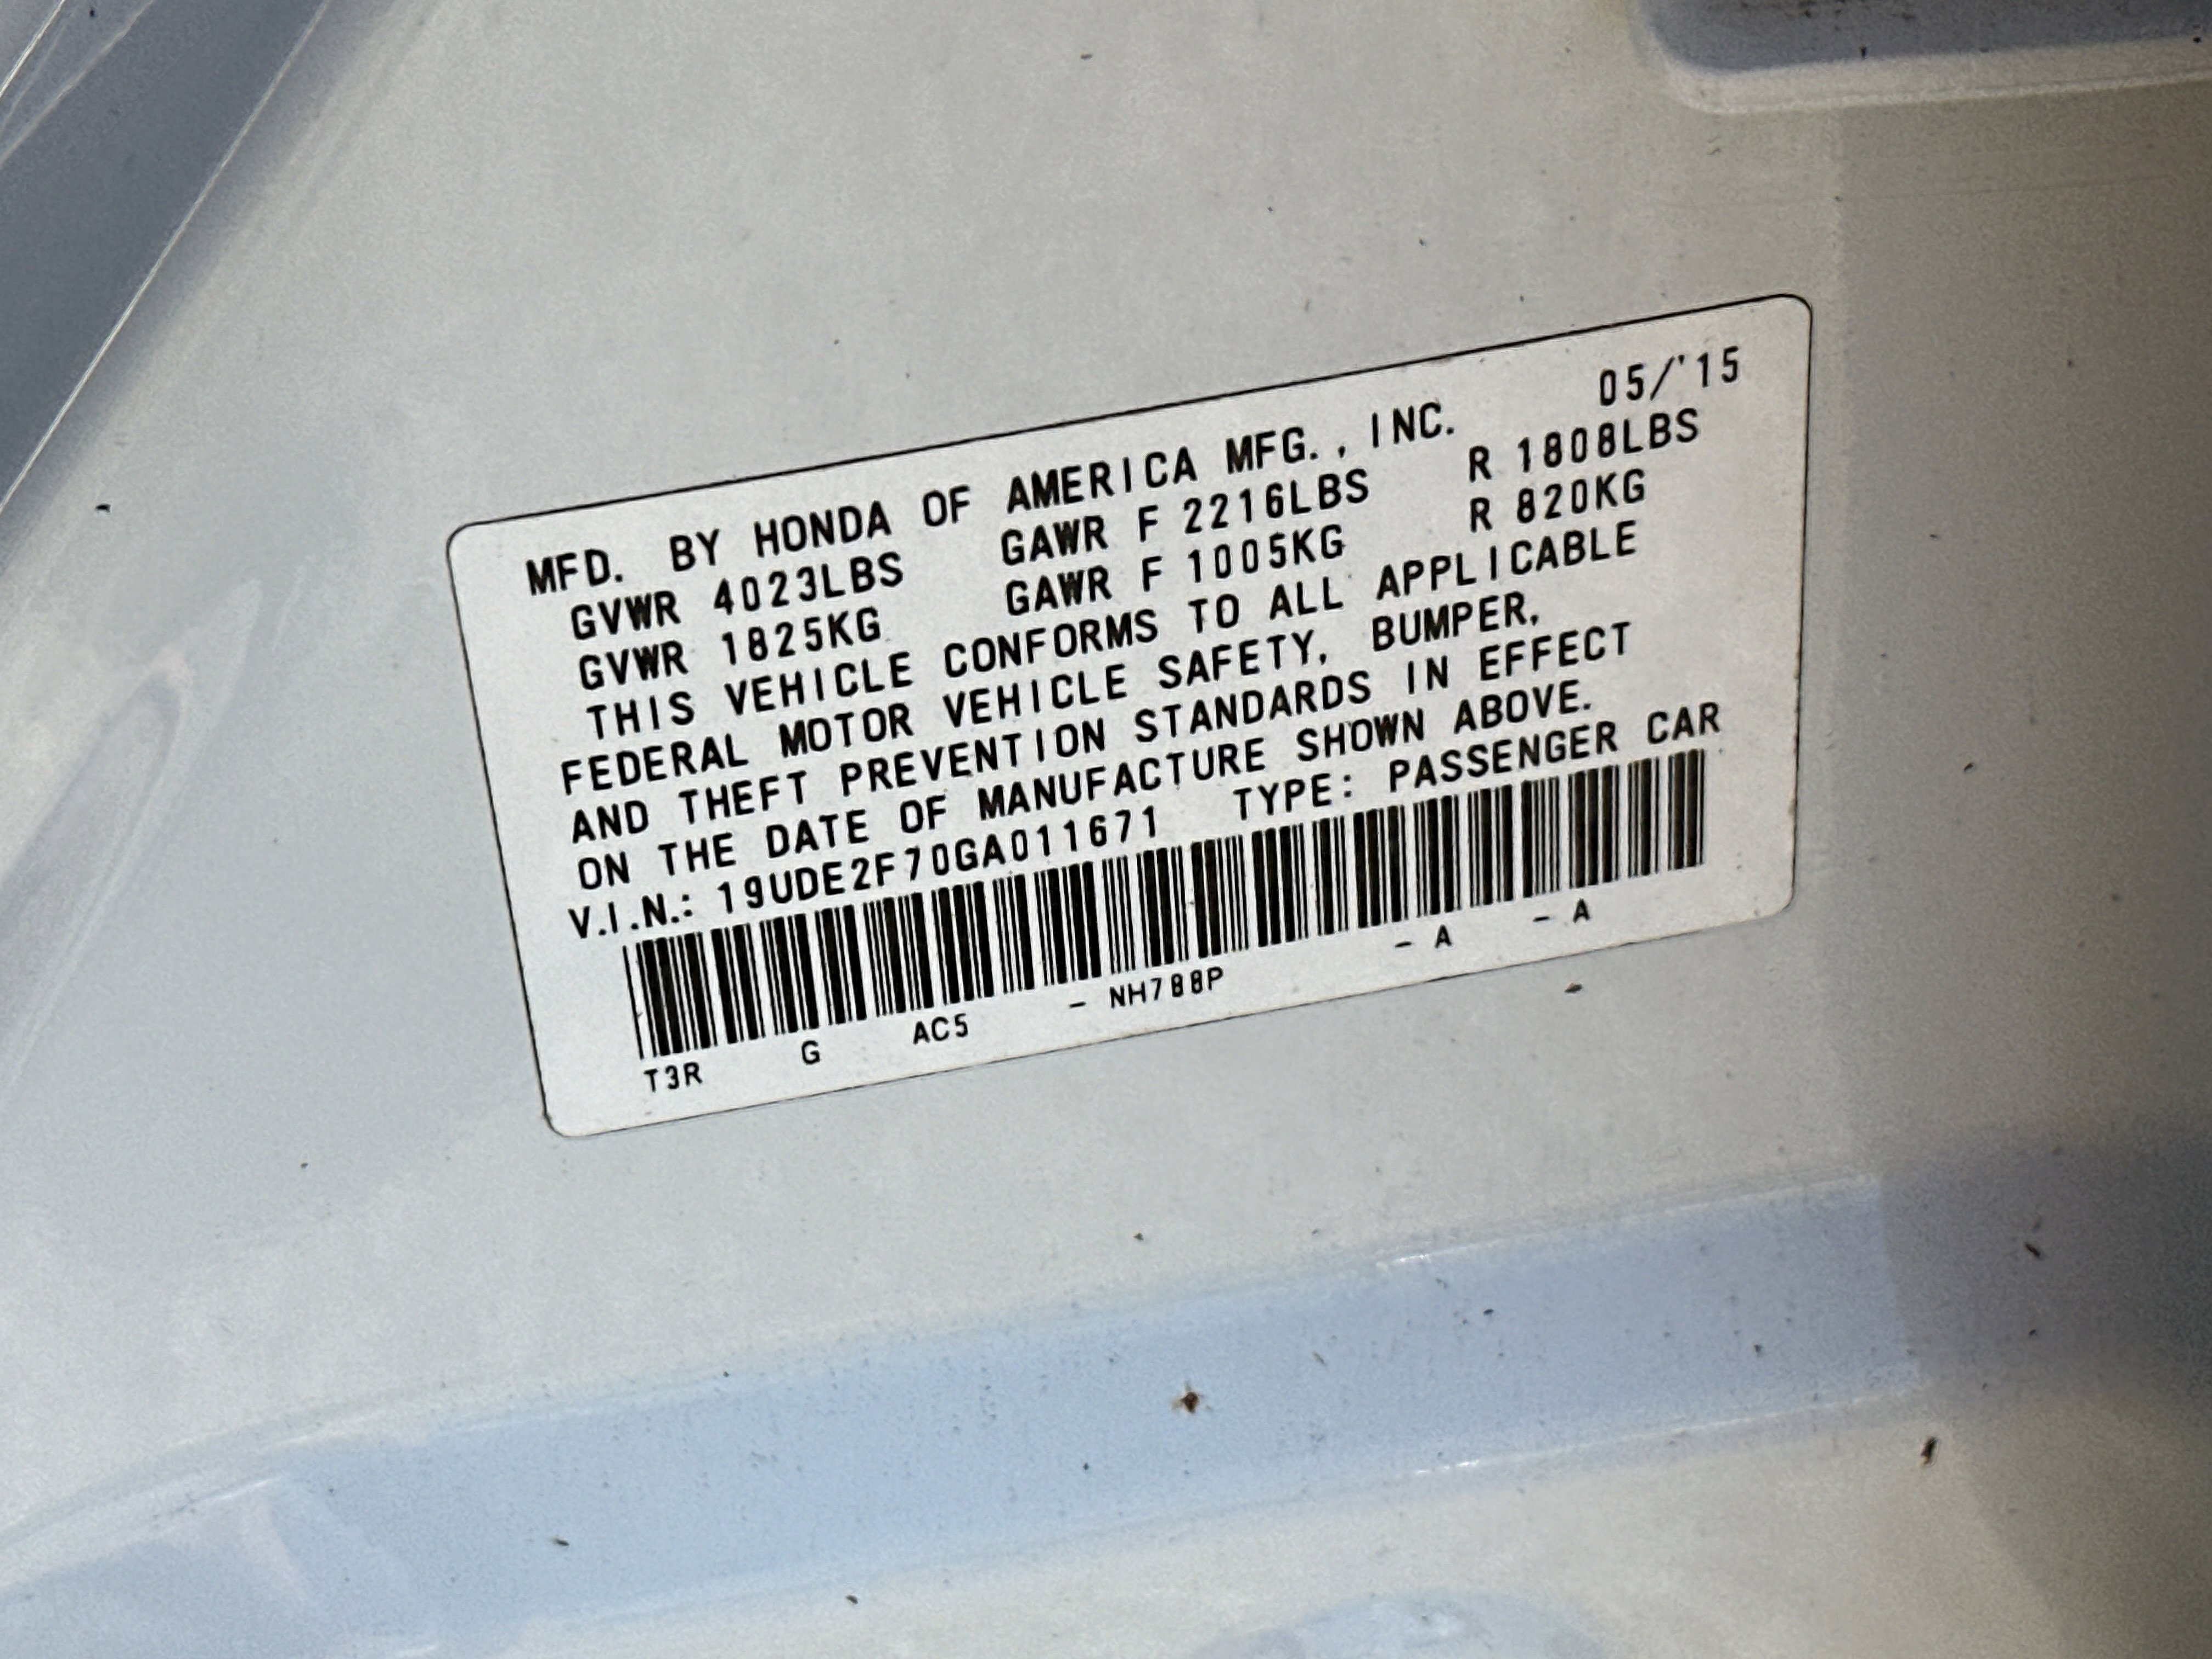 MFD. BY HONDA OF AMERICA MFG., INC. 05/'15
GVWR 4023LBS GAWR F 2216LBS R 1808LBS
GVWR 1825KG GAWR F 1005KG R 820KG
THIS VEHICLE CONFORMS TO ALL APPLICABLE
FEDERAL MOTOR VEHICLE SAFETY, BUMPER,
AND THEFT PREVENTION STANDARDS IN EFFECT
ON THE DATE OF MANUFACTURE SHOWN ABOVE.
V.I.N.: 19UDE2F70GA011671 TYPE: PASSENGER CAR
T3R G AC5 - NH788P - A - A